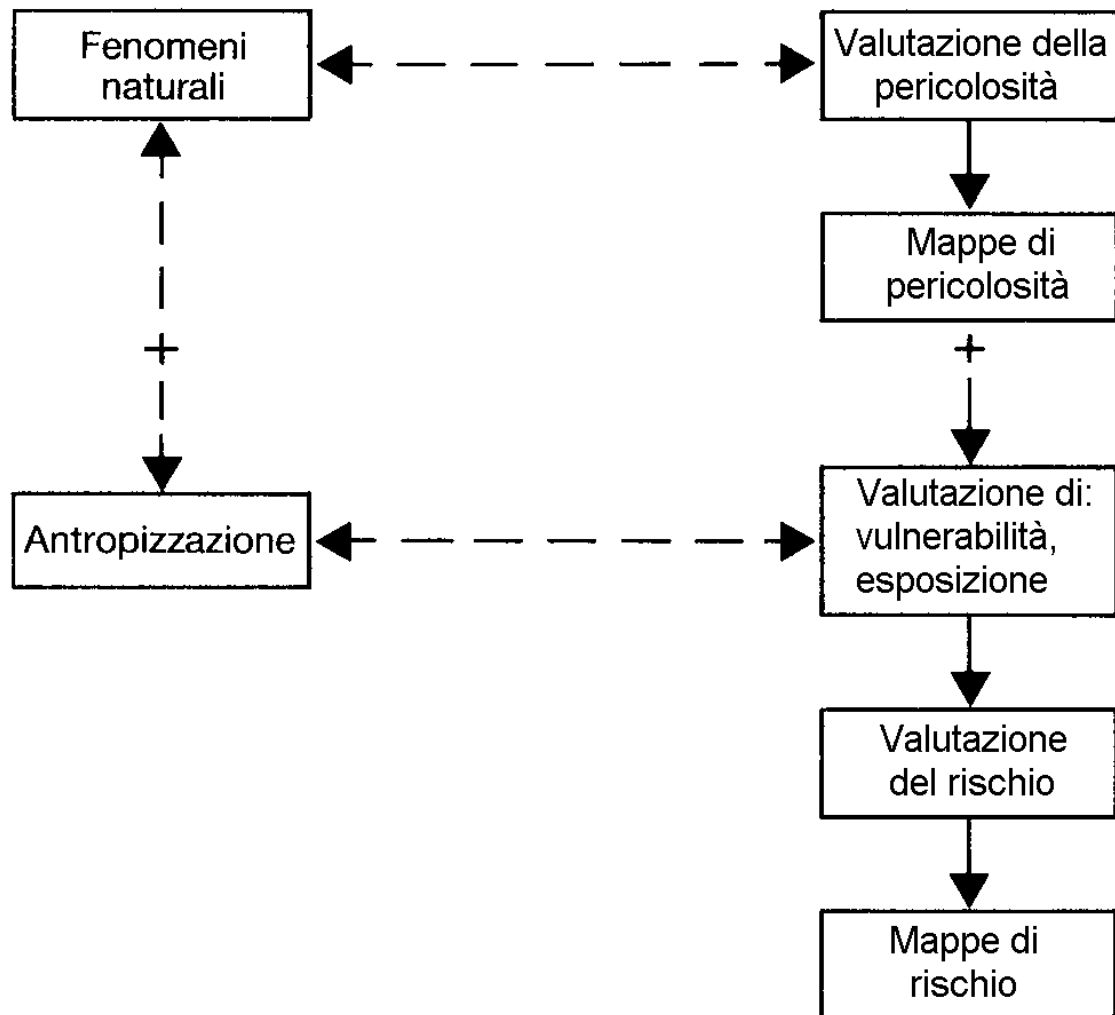 Fenomeni
naturali
Valutazione della
pericolosità
Mappe di
pericolosità
+
+
Antropizzazione
Valutazione di:
vulnerabilità,
esposizione
Valutazione
del rischio
Mappe di
rischio